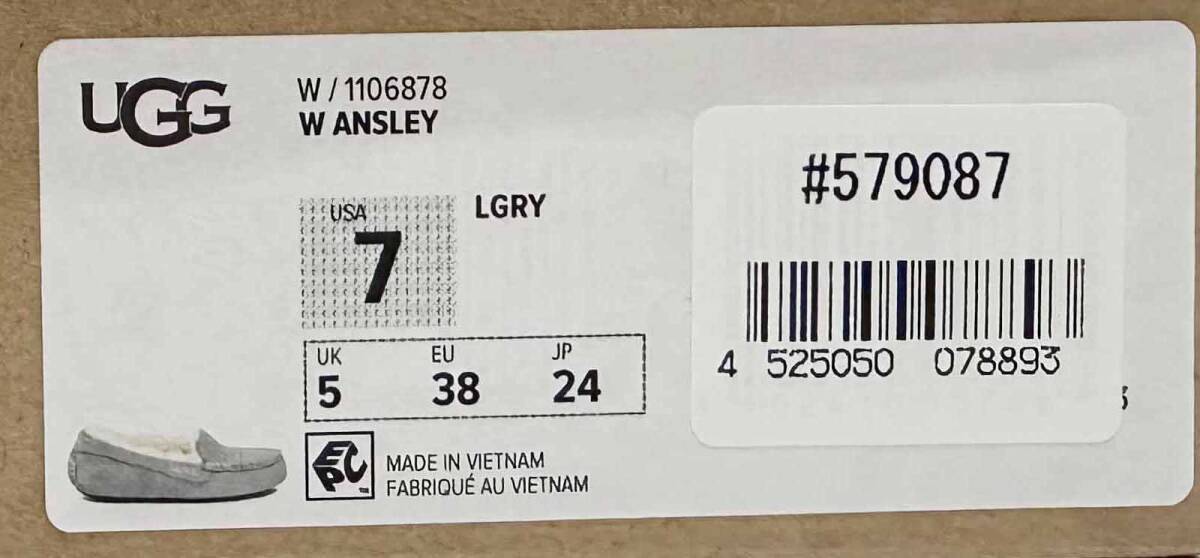 UGG
W / 1106878
W ANSLEY
USA
7
LGRY
UK EU JP
5 38 24
EPC
MADE IN VIETNAM
FABRIQUÉ AU VIETNAM
#579087
4 525050 078893